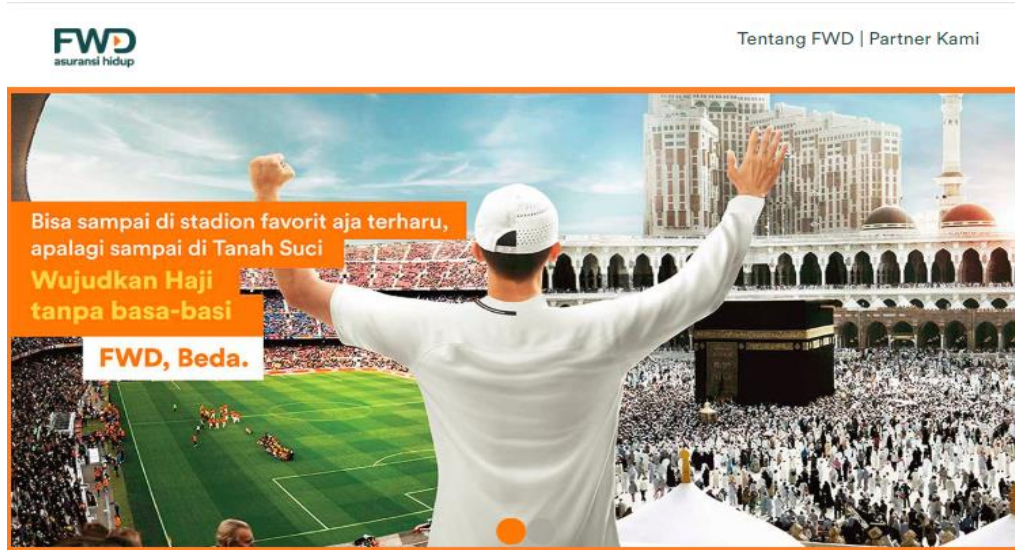 FWD
asuransi hidup
Tentang FWD | Partner Kami
Bisa sampai di stadion favorit aja terharu,
apalagi sampai di Tanah Suci
Wujudkan Haji
tanpa basa-basi
FWD, Beda.